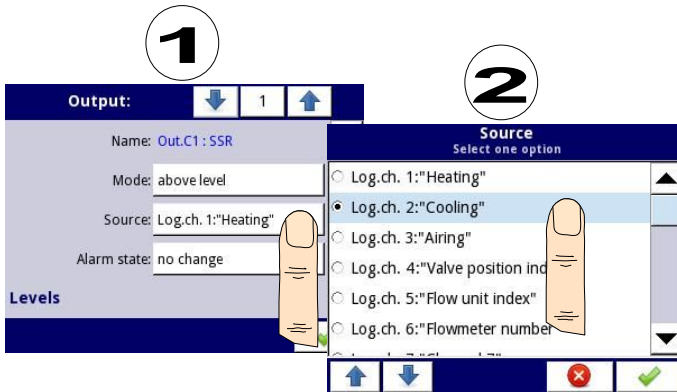 1
Output:
1
Name: Out.C1 : SSR
Mode: above level
Source: Log.ch. 1:"Heating"
Alarm state: no change
Levels
2
Source
Select one option
Log.ch. 1:"Heating"
Log.ch. 2:"Cooling"
Log.ch. 3:"Airing"
Log.ch. 4:"Valve position ind
Log.ch. 5:"Flow unit index"
Log.ch. 6:"Flowmeter number